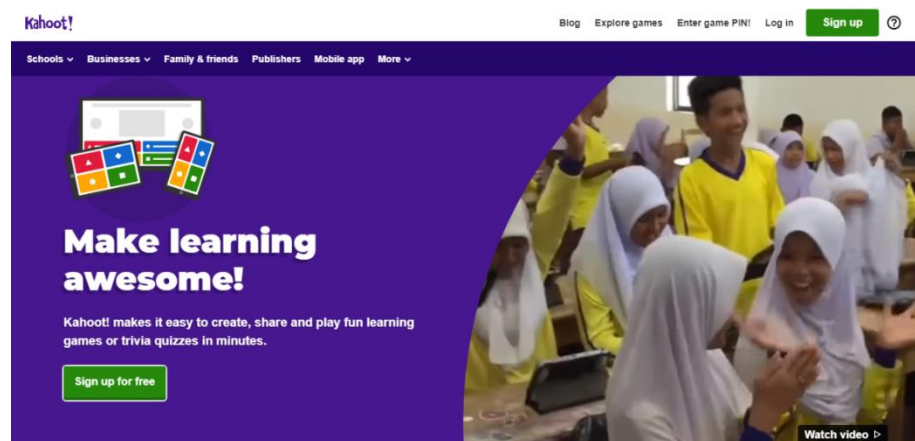 Kahoot!
Blog Explore games Enter game PIN! Log in Sign up
Schools Businesses Family & friends Publishers Mobile app More
Make learning
awesome!
Kahoot! makes it easy to create, share and play fun learning
games or trivia quizzes in minutes.
Sign up for free
Watch video